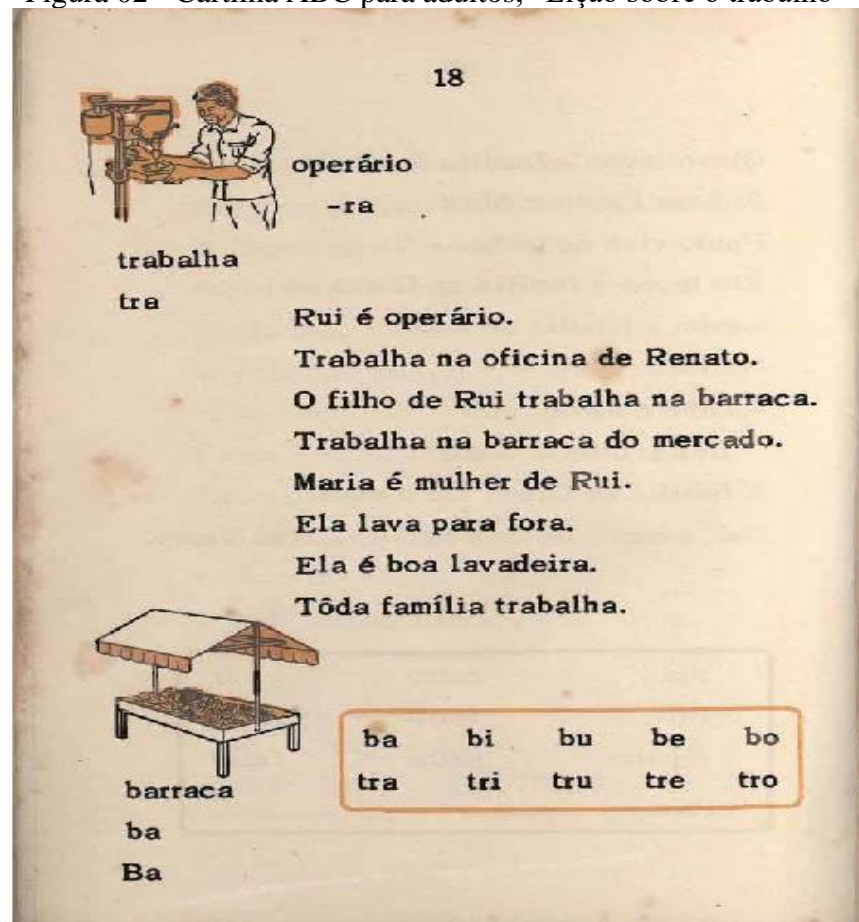 Figura 02 - Cartilha ABC para adultos, "Lição sobre o trabalho"
18
operário
-ra
trabalha
tra
Rui é operário.
Trabalha na oficina de Renato.
O filho de Rui trabalha na barraca.
Trabalha na barraca do mercado.
Maria é mulher de Rui.
Ela lava para fora.
Ela é boa lavadeira.
Tôda família trabalha.
barraca
ba
Ba
ba bi bu be bo
tra tri tru tre tro